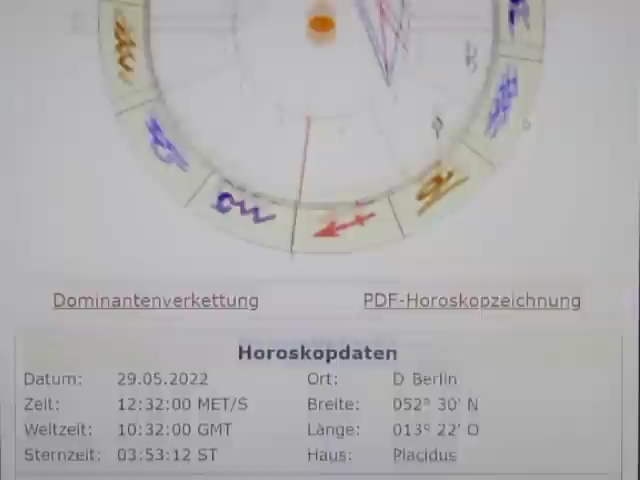 Dominantenverkettung PDF-Horoskopzeichnung
Horoskopdaten
Datum: 29.05.2022 Ort: D Berlin
Zeit: 12:32:00 MET/S Breite: 052° 30' N
Weltzeit: 10:32:00 GMT Länge: 013° 22' O
Sternzeit: 03:53:12 ST Haus: Placidus